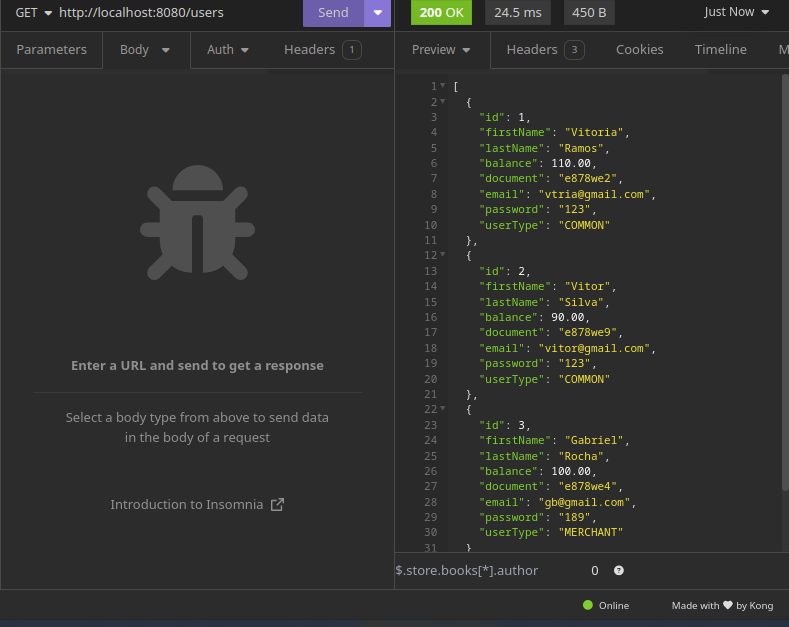 GET http://localhost:8080/users Send
200 OK 24.5 ms 450 B Just Now
Parameters Body Auth Headers 1
Preview Headers 3 Cookies Timeline M
1 [
2 {
3 "id": 1,
4 "firstName": "Vitoria",
5 "lastName": "Ramos",
6 "balance": 110.00,
7 "document": "e878we2",
8 "email": "vtria@gmail.com",
9 "password": "123",
10 "userType": "COMMON"
11 },
12 {
13 "id": 2,
14 "firstName": "Vitor",
15 "lastName": "Silva",
16 "balance": 90.00,
17 "document": "e878we9",
18 "email": "vitor@gmail.com",
19 "password": "123",
20 "userType": "COMMON"
21 },
22 {
23 "id": 3,
24 "firstName": "Gabriel",
25 "lastName": "Rocha",
26 "balance": 100.00,
27 "document": "e878we4",
28 "email": "gb@gmail.com",
29 "password": "189",
30 "userType": "MERCHANT"
31 }
Enter a URL and send to get a response
Select a body type from above to send data
in the body of a request
Introduction to Insomnia
$.store.books[*].author 0 ?
Online Made with ♥ by Kong